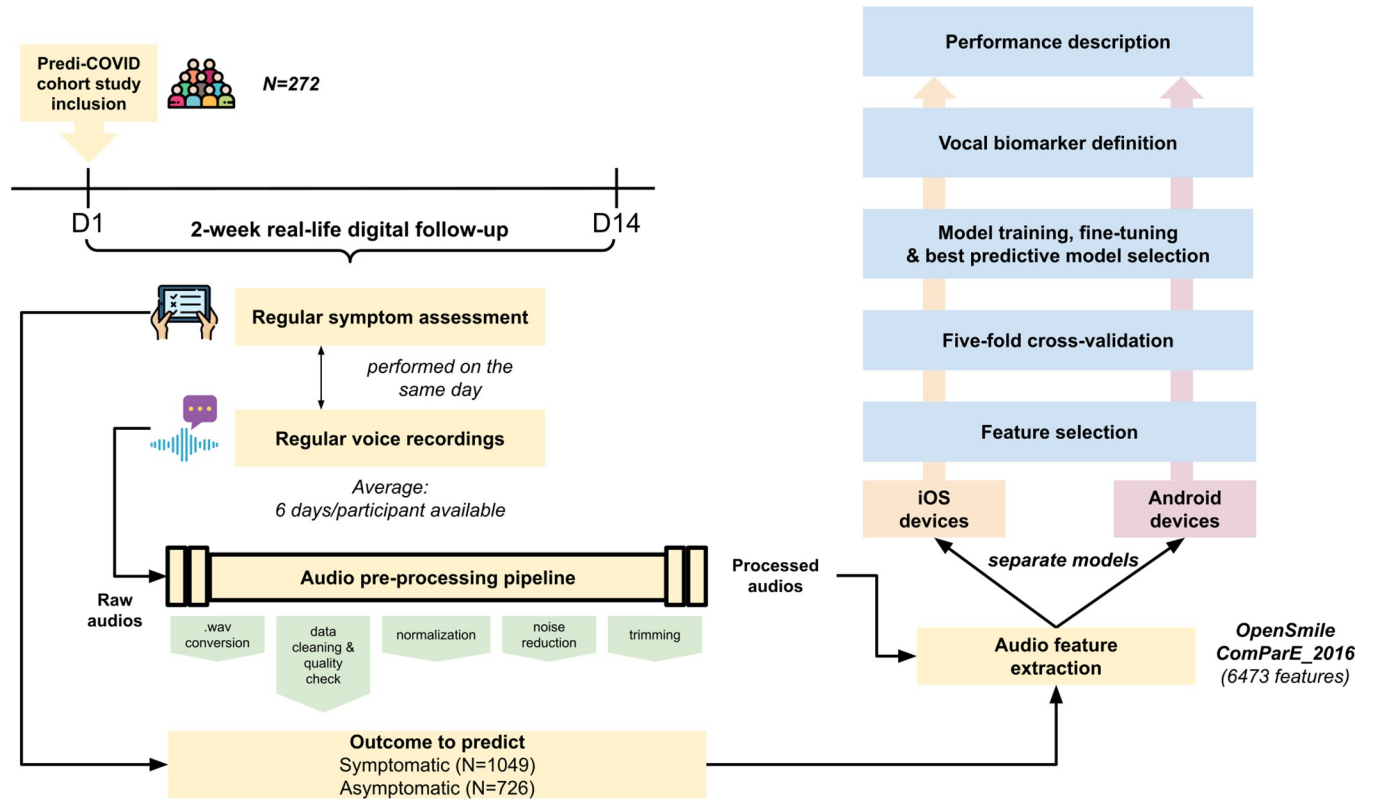 Predi-COVID
cohort study
inclusion
N=272
D1
D14
2-week real-life digital follow-up
Regular symptom assessment
performed on the
same day
Regular voice recordings
Average:
6 days/participant available
Raw
audios
Audio pre-processing pipeline
.wav
conversion
data
cleaning &
quality
check
normalization
noise
reduction
trimming
Outcome to predict
Symptomatic (N=1049)
Asymptomatic (N=726)
Processed
audios
Audio feature
extraction
OpenSmile
ComParE_2016
(6473 features)
separate models
iOS
devices
Android
devices
Feature selection
Five-fold cross-validation
Model training, fine-tuning
& best predictive model selection
Vocal biomarker definition
Performance description